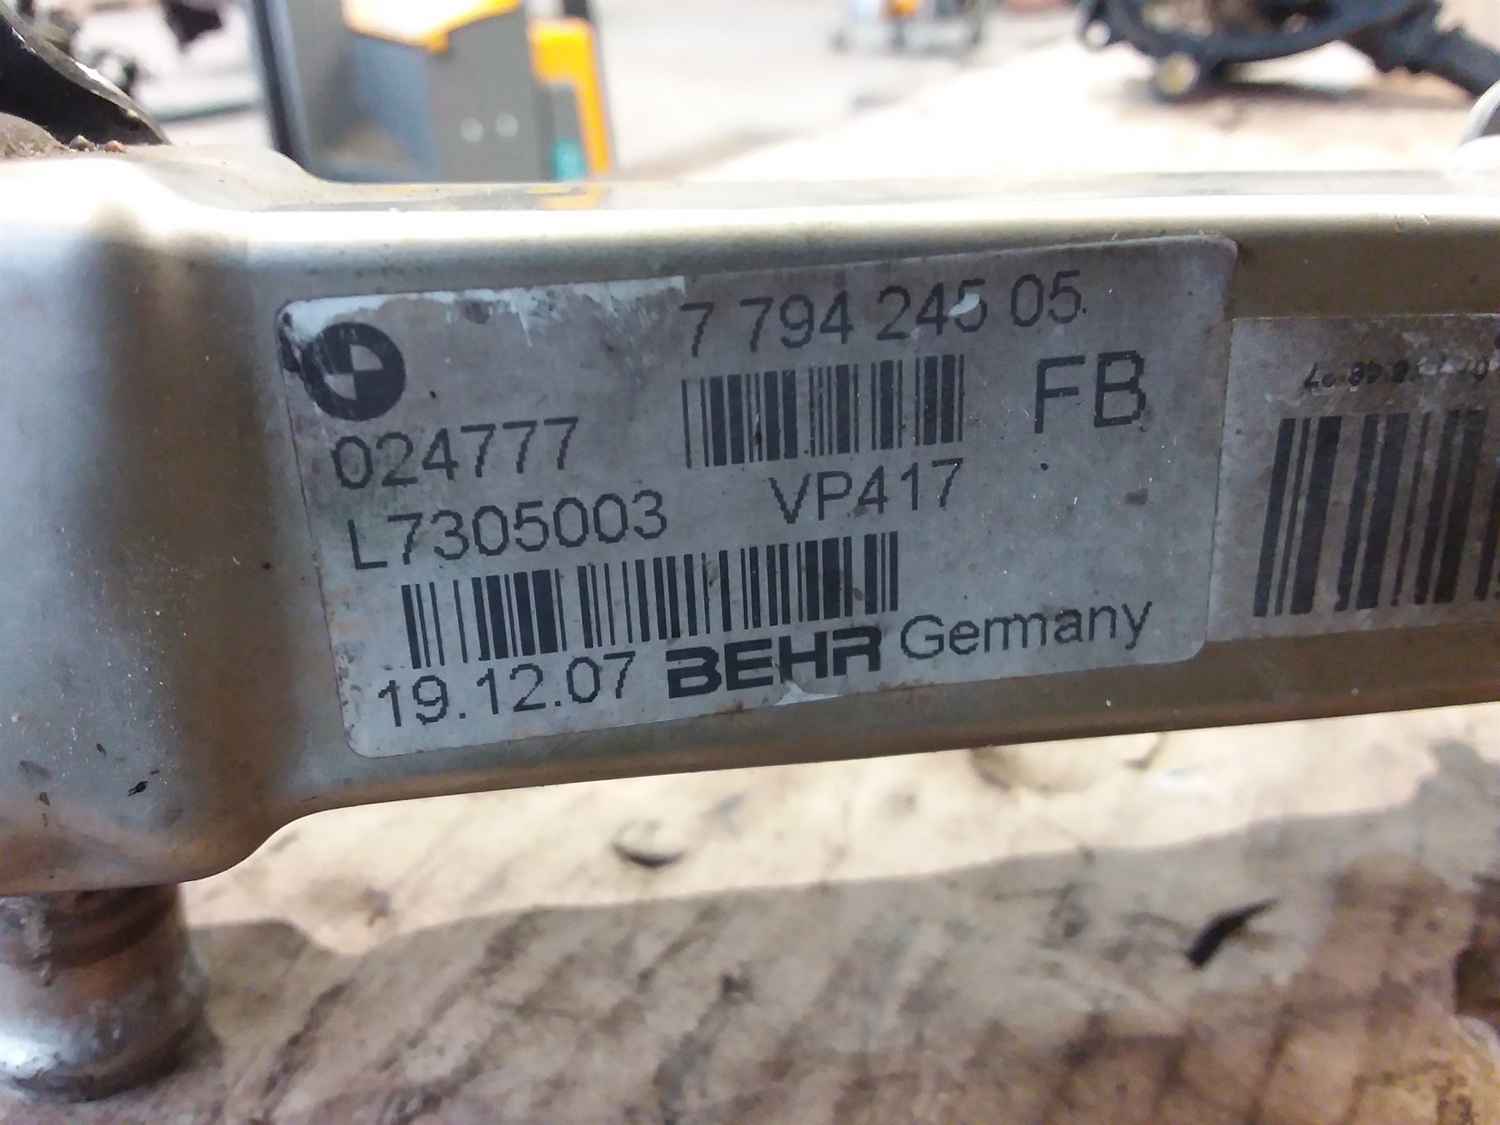 7 794 245 05
FB
024777
L7305003 VP417
19.12.07 BEHR Germany